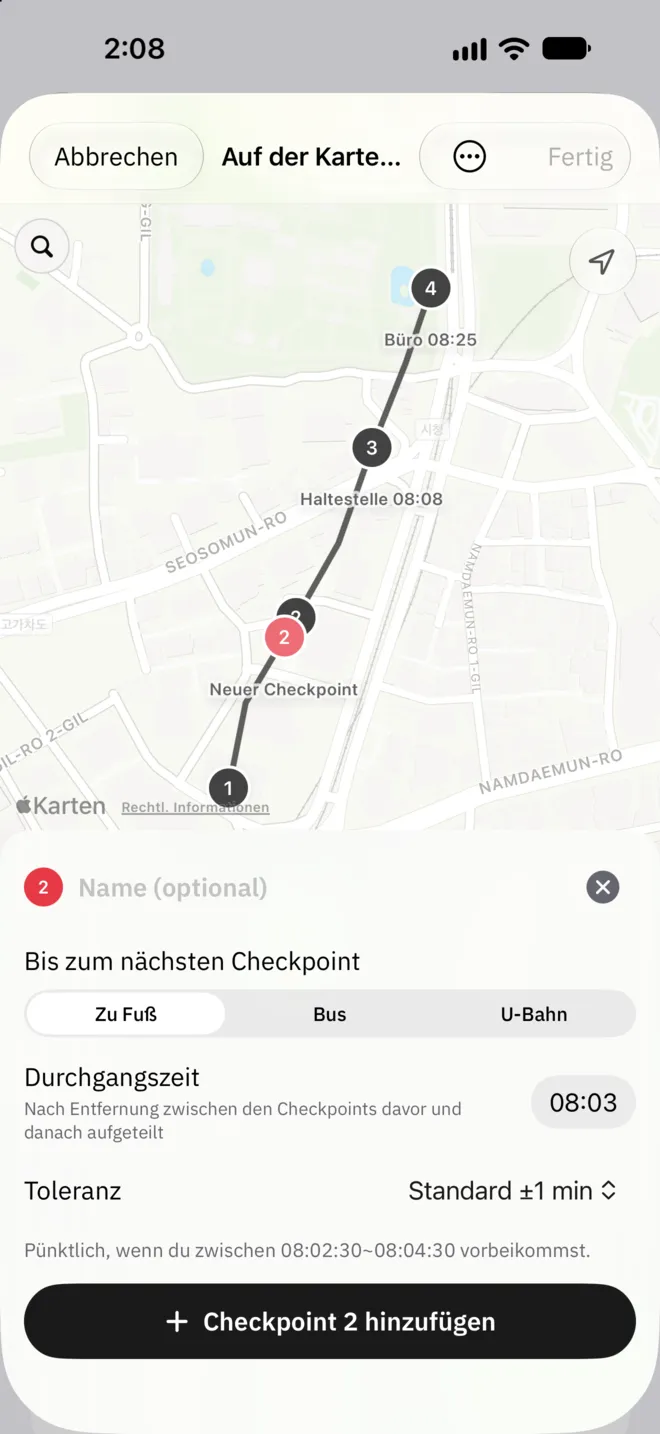 2:08
Abbrechen
Auf der Karte...
Fertig
G-GIL
4
Büro 08:25
시청
3
Haltestelle 08:08
SEOSOMUN-RO
NAMDAEMUN-RO 1-GIL
고가차도
2
2
Neuer Checkpoint
GIL-RO 2-GIL
NAMDAEMUN-RO
1
Karten
Rechtl. Informationen
2
Name (optional)
Bis zum nächsten Checkpoint
Zu Fuß
Bus
U-Bahn
Durchgangszeit
Nach Entfernung zwischen den Checkpoints davor und
danach aufgeteilt
08:03
Toleranz
Standard ±1 min
Pünktlich, wenn du zwischen 08:02:30~08:04:30 vorbeikommst.
+ Checkpoint 2 hinzufügen